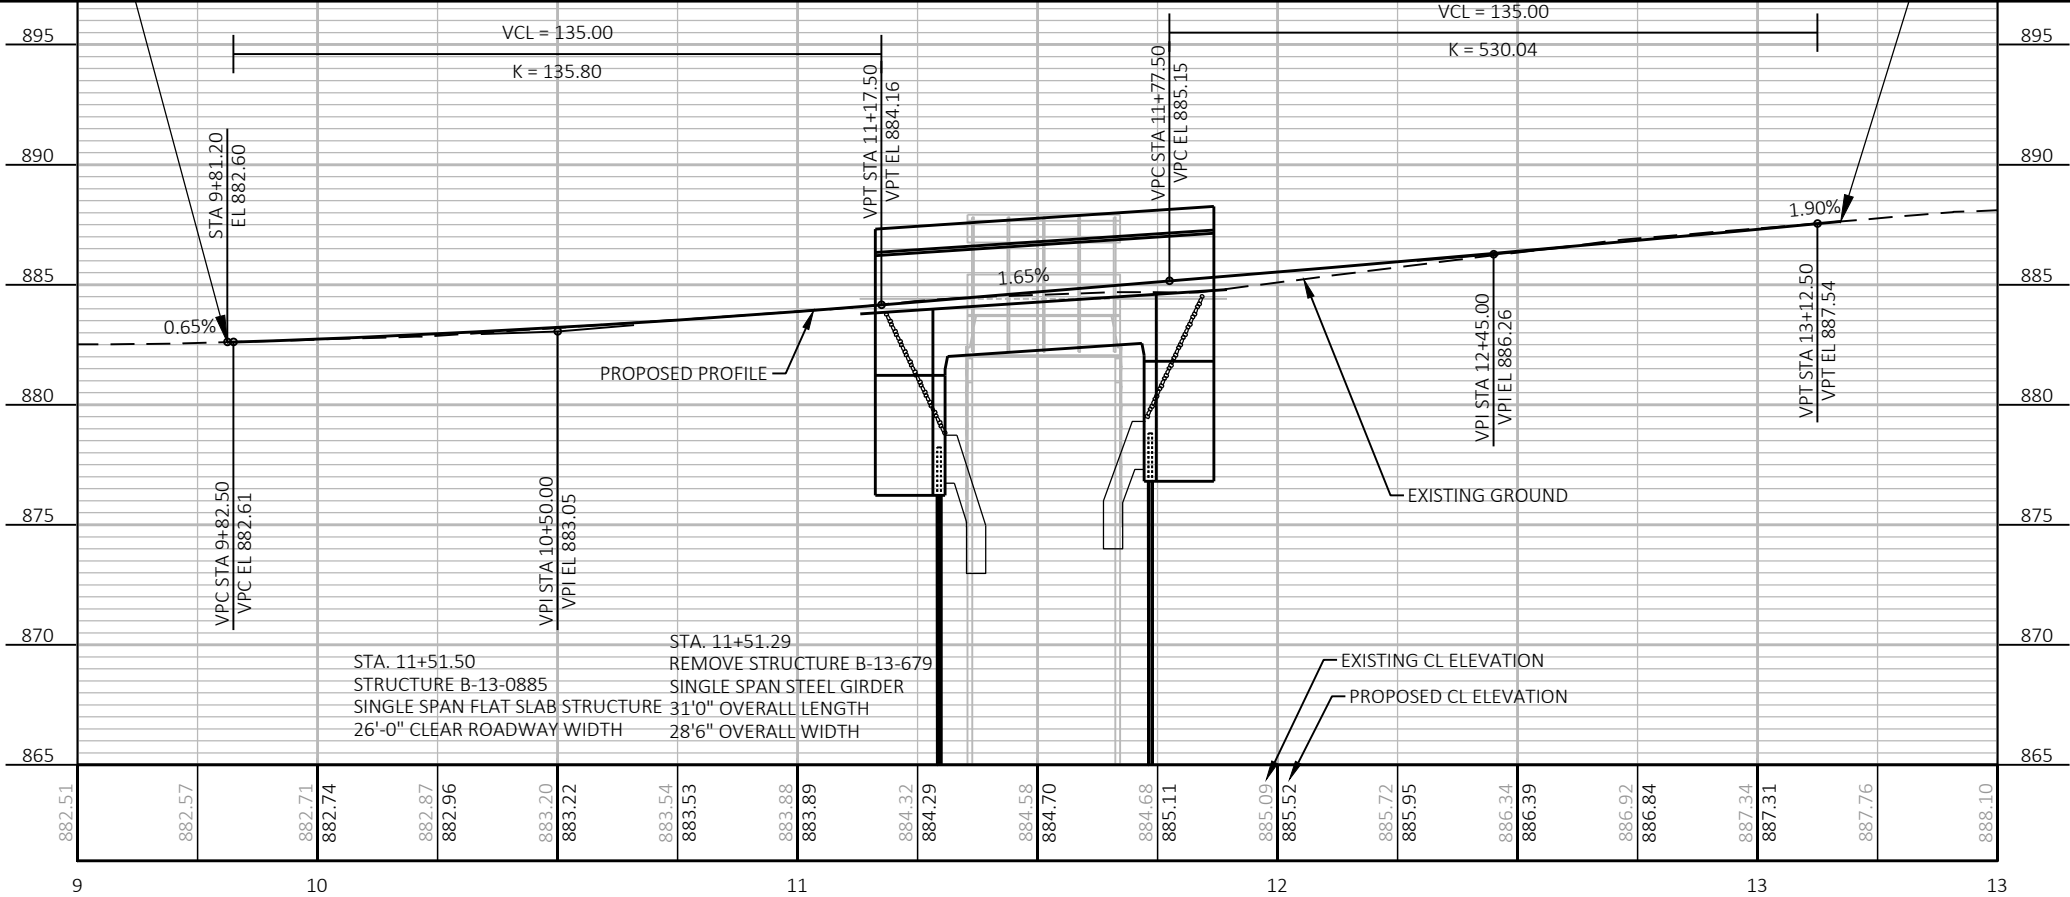 VCL = 135.00
K = 135.80
VCL = 135.00
K = 530.04
895
890
885
880
875
870
865
895
890
885
880
875
870
865
STA 9+81.20
EL 882.60
0.65%
VPC STA 9+82.50
VPC EL 882.61
VPI STA 10+50.00
VPI EL 883.05
VPT STA 11+17.50
VPT EL 884.16
VPC STA 11+77.50
VPC EL 885.15
1.65%
VPI STA 12+45.00
VPI EL 886.26
1.90%
VPT STA 13+12.50
VPT EL 887.54
PROPOSED PROFILE
EXISTING GROUND
STA. 11+51.50
STRUCTURE B-13-0885
SINGLE SPAN FLAT SLAB STRUCTURE
26'-0" CLEAR ROADWAY WIDTH
STA. 11+51.29
REMOVE STRUCTURE B-13-679
SINGLE SPAN STEEL GIRDER
31'0" OVERALL LENGTH
28'6" OVERALL WIDTH
EXISTING CL ELEVATION
PROPOSED CL ELEVATION
882.51
882.57
882.71
882.74
882.87
882.96
883.20
883.22
883.54
883.53
883.88
883.89
884.32
884.29
884.58
884.70
884.68
885.11
885.09
885.52
885.72
885.95
886.34
886.39
886.92
886.84
887.34
887.31
887.76
888.10
9
10
11
12
13
13